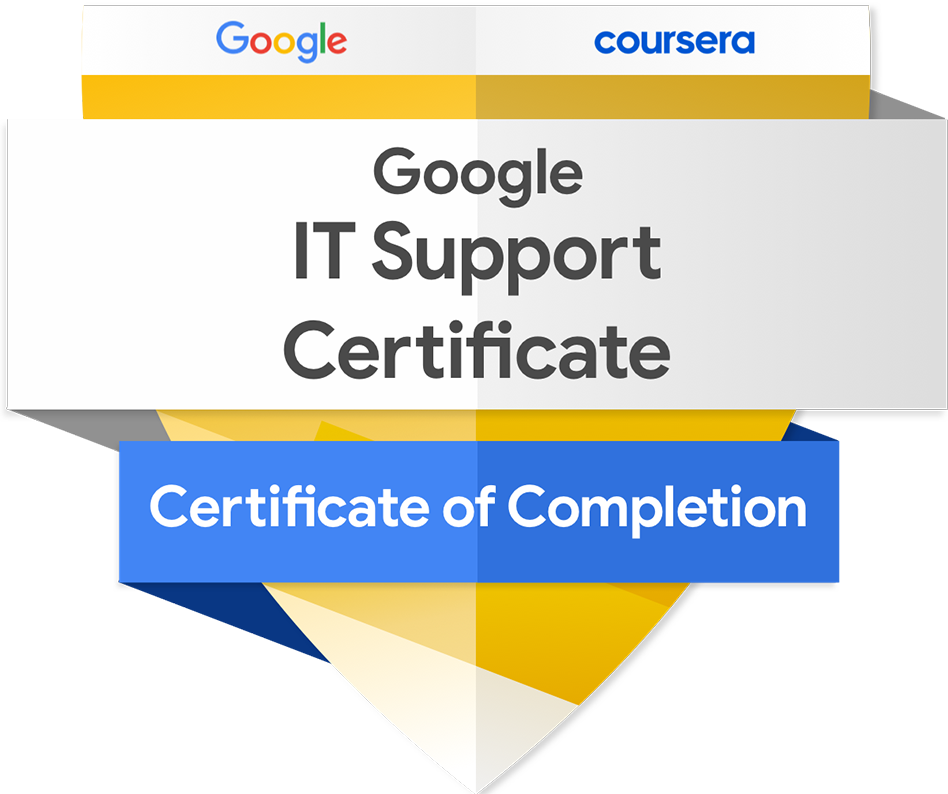 Google coursera
Google
IT Support
Certificate
Certificate of Completion